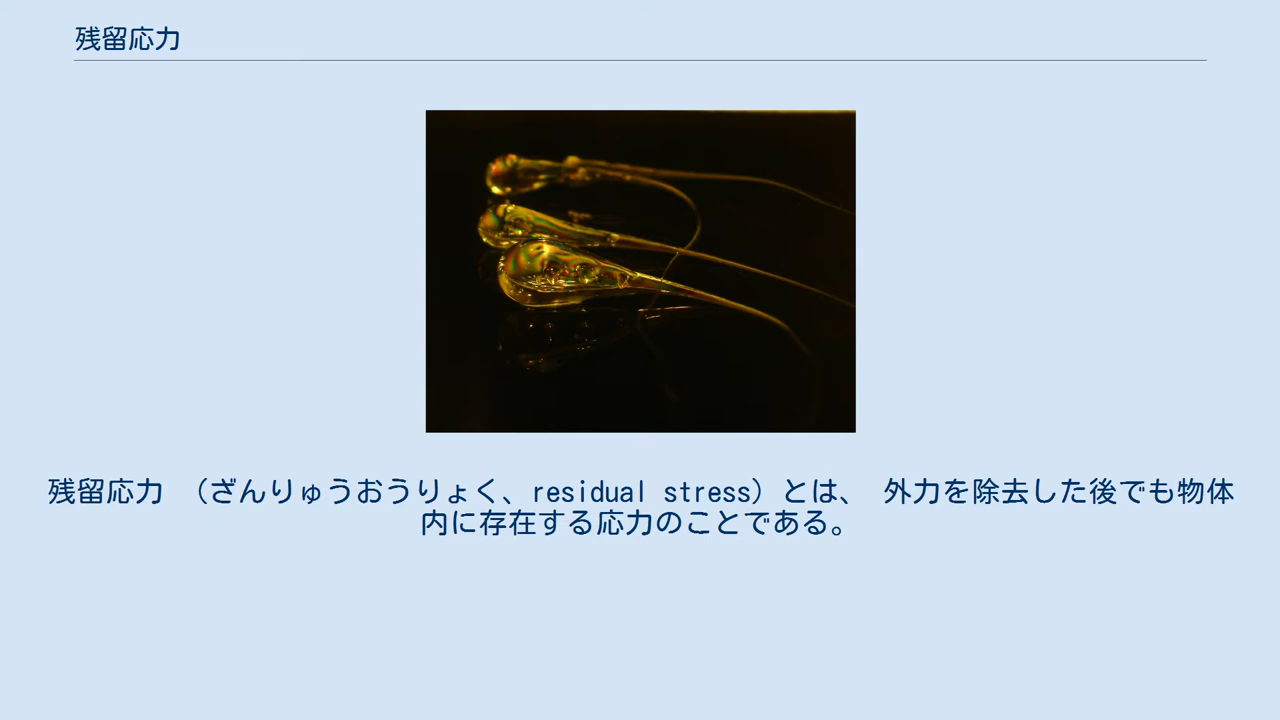 残留応力
残留応力 （ざんりゅうおうりょく、residual stress）とは、 外力を除去した後でも物体
内に存在する応力のことである。